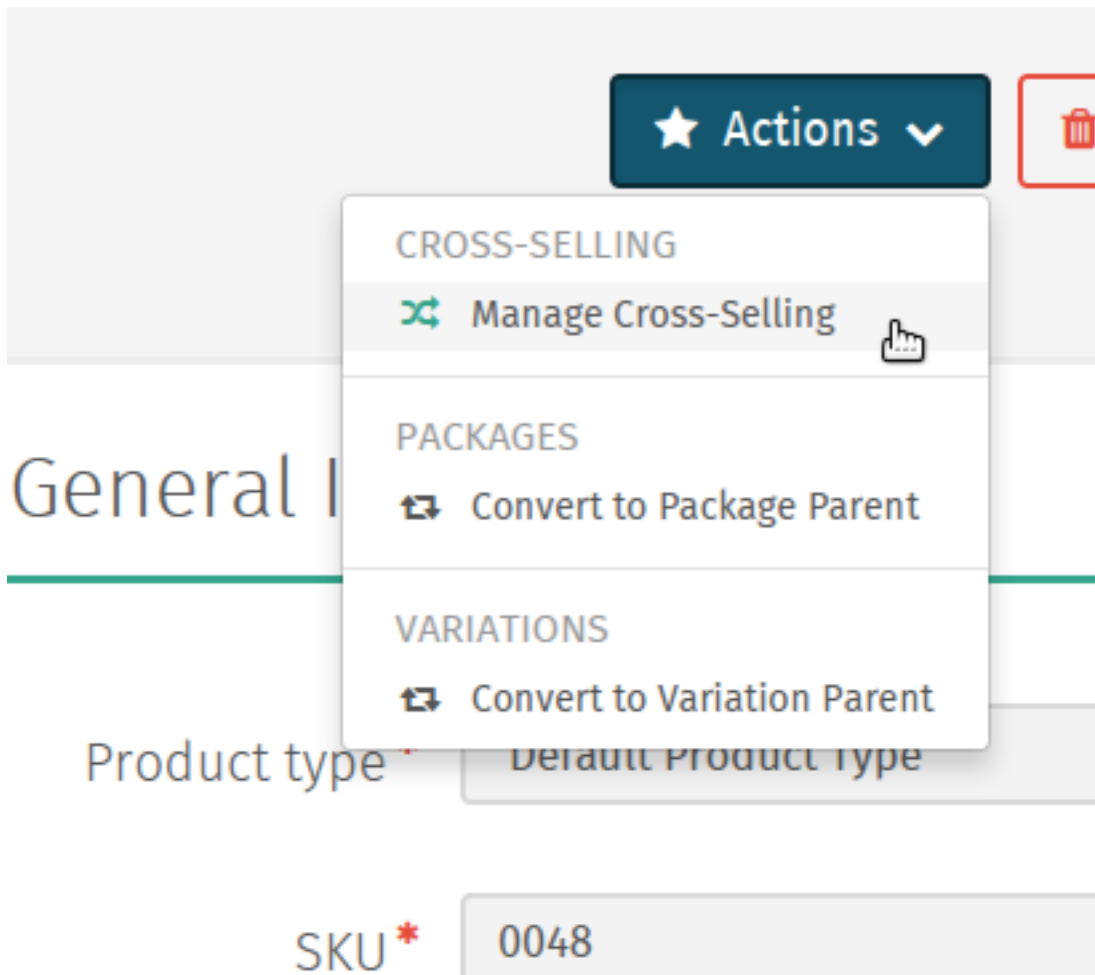 Actions
CROSS-SELLING
Manage Cross-Selling
PACKAGES
Convert to Package Parent
General
VARIATIONS
Convert to Variation Parent
Product type * Default Product Type
SKU * 0048